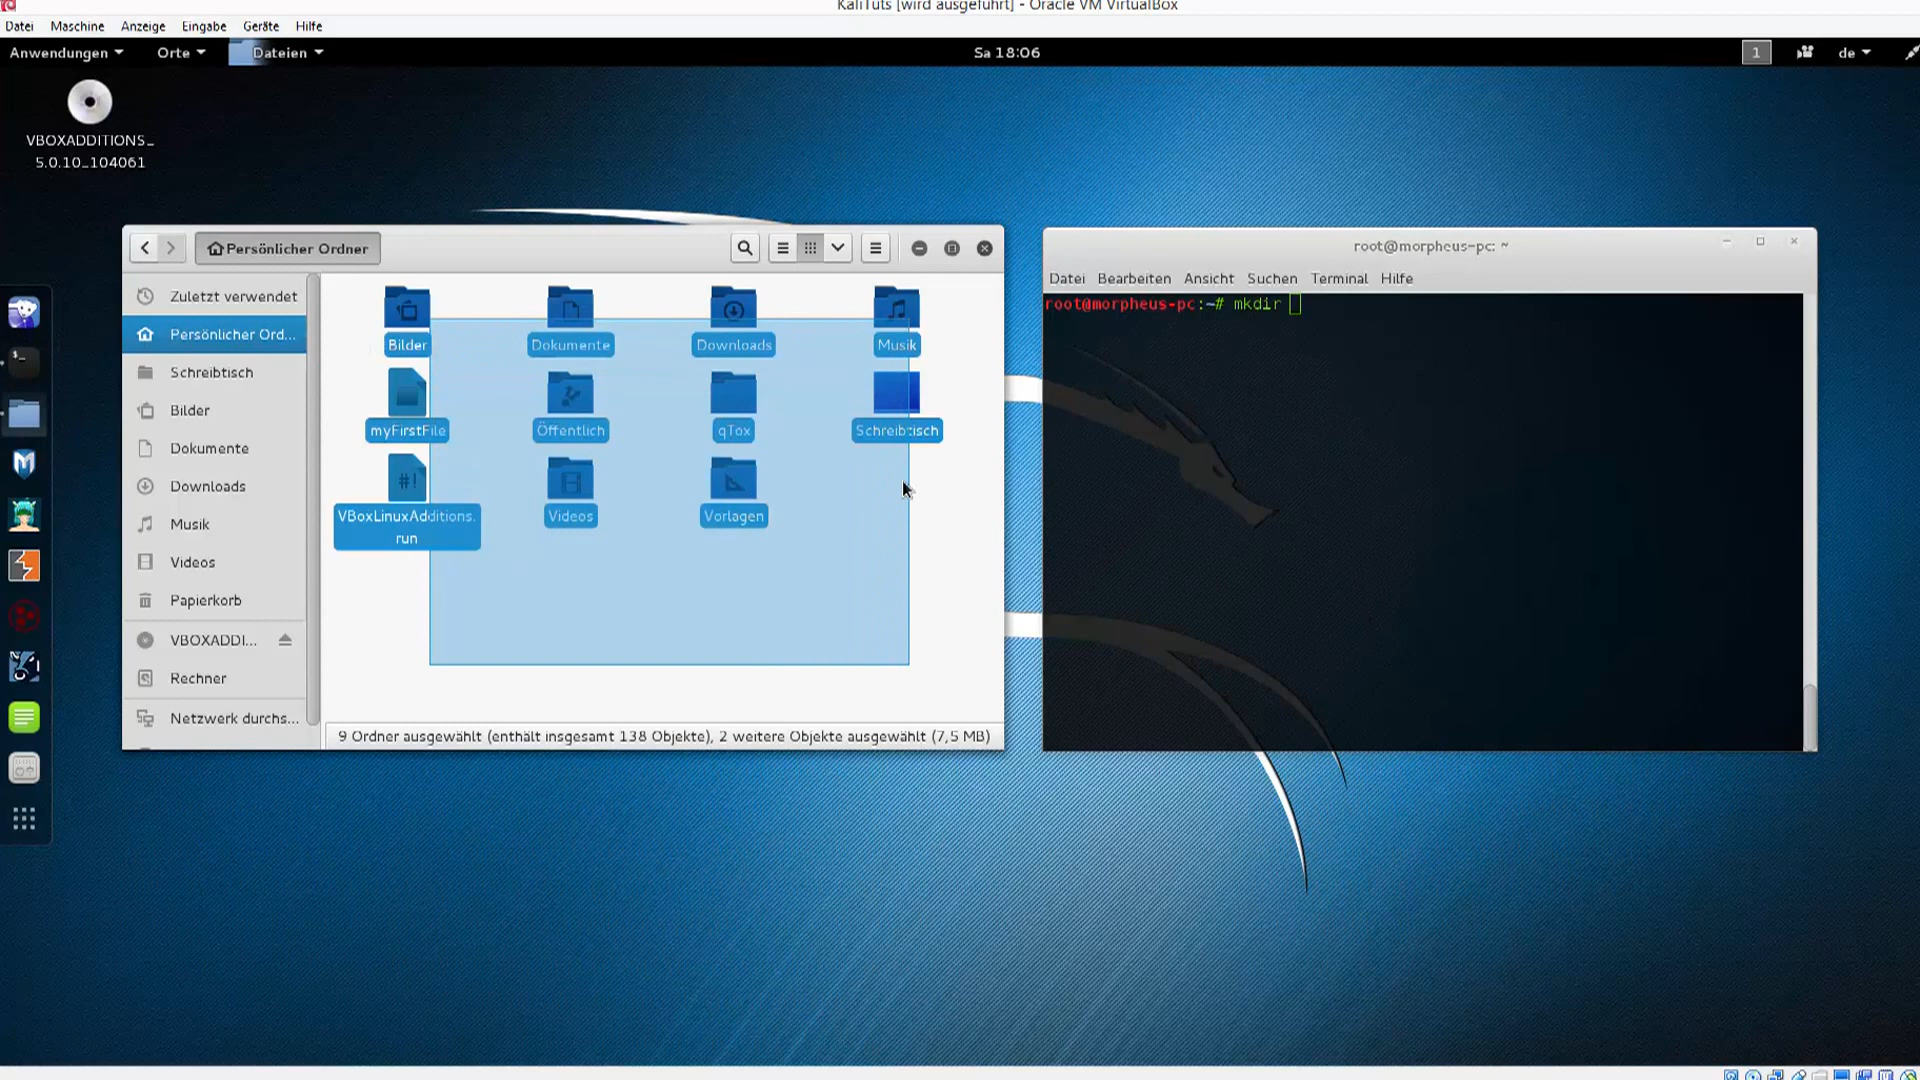 KaliTuts [wird ausgeführt] - Oracle VM VirtualBox
Datei Maschine Anzeige Eingabe Geräte Hilfe
Anwendungen Orte Dateien Sa 18:06 1 de
VBOXADDITIONS_
5.0.10_104061
Persönlicher Ordner
Zuletzt verwendet
Persönlicher Ord...
Schreibtisch
Bilder
Dokumente
Downloads
Musik
Videos
Papierkorb
VBOXADDI...
Rechner
Netzwerk durchs...
Bilder Dokumente Downloads Musik
myFirstFile Öffentlich qTox Schreibtisch
VBoxLinuxAdditions.
run
Videos Vorlagen
9 Ordner ausgewählt (enthält insgesamt 138 Objekte), 2 weitere Objekte ausgewählt (7,5 MB)
root@morpheus-pc: ~
Datei Bearbeiten Ansicht Suchen Terminal Hilfe
root@morpheus-pc:~# mkdir